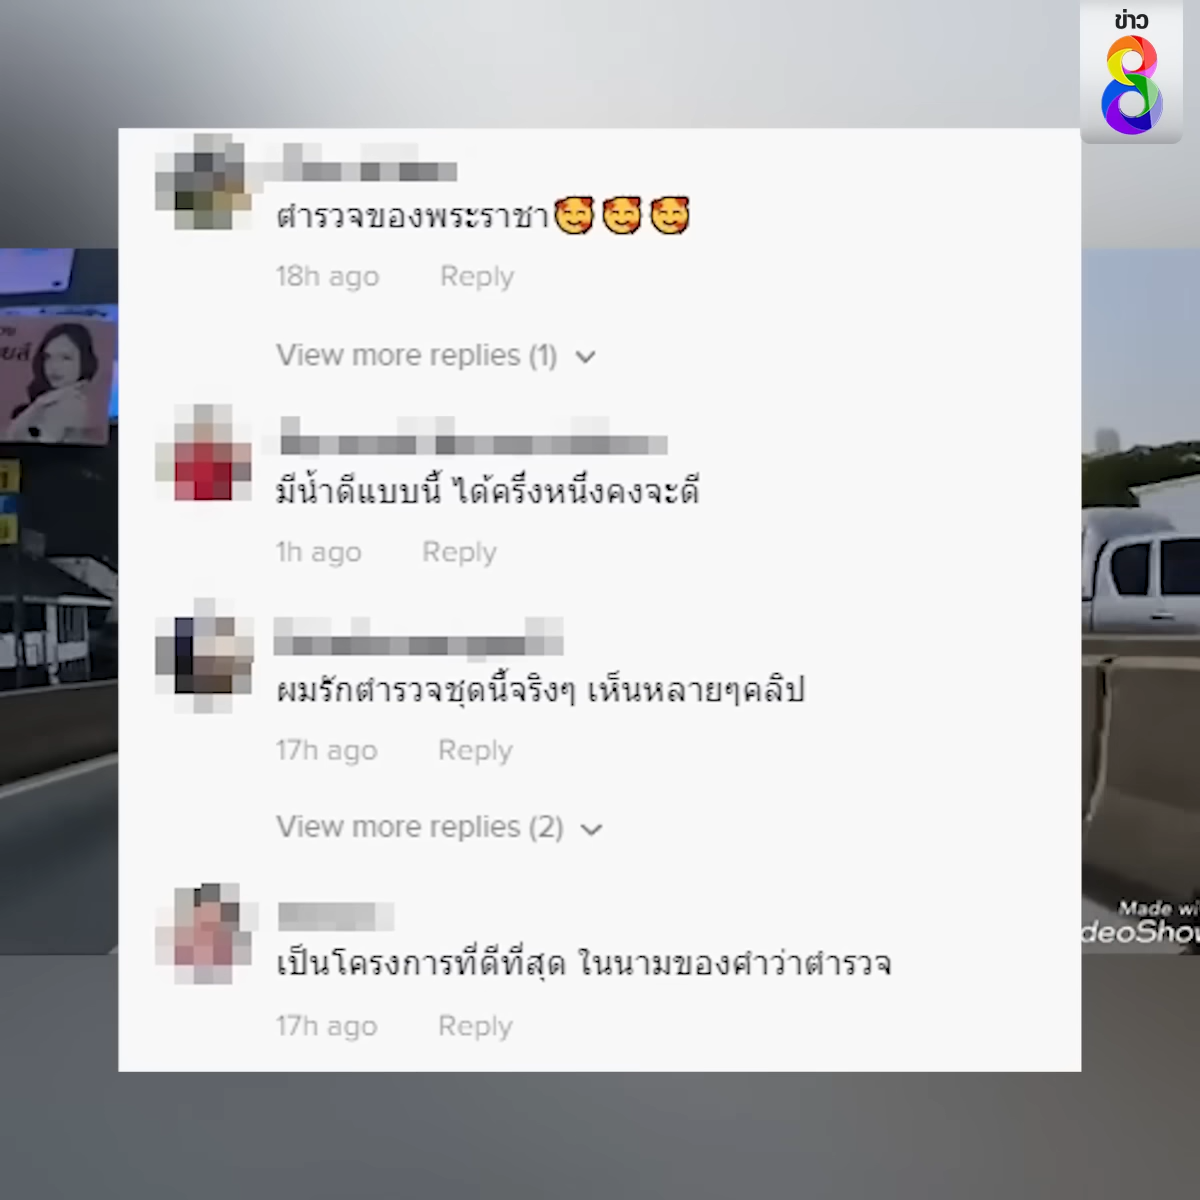 ข่าว
8
ตำรวจของพระราชา🥰🥰🥰
18h ago Reply
View more replies (1)
มีน้ำดีแบบนี้ ได้ครึ่งหนึ่งคงจะดี
1h ago Reply
ผมรักตำรวจชุดนี้จริงๆ เห็นหลายๆคลิป
17h ago Reply
View more replies (2)
Made wi
deoShow
เป็นโครงการที่ดีที่สุด ในนามของคำว่าตำรวจ
17h ago Reply